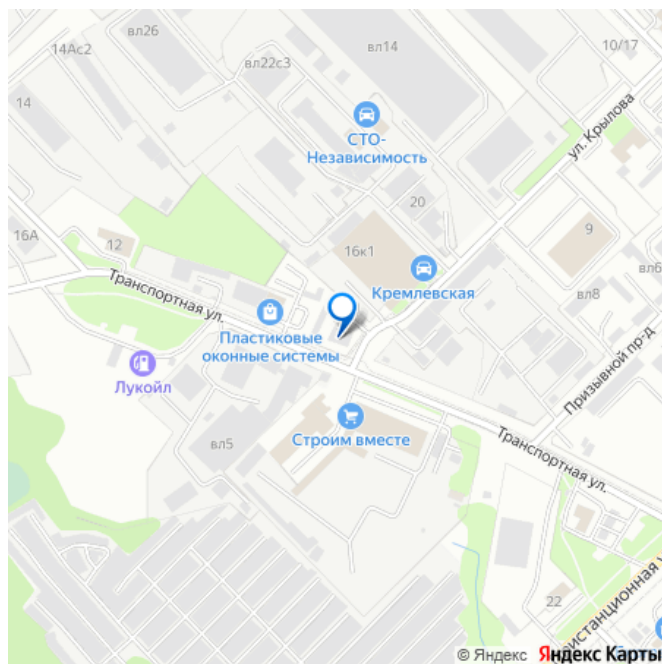 14Ас2
вл26
вл14
10/17
вл22с3
14
СТО-
Независимость
ул. Крылова
20
16А
12
16к1
9
вл6
Кремлевская
вл8
Транспортная ул.
Пластиковые
оконные системы
Призывной пр-д
Лукойл
вл5
Строим вместе
Транспортная ул.
22
© Яндекс Яндекс Карты